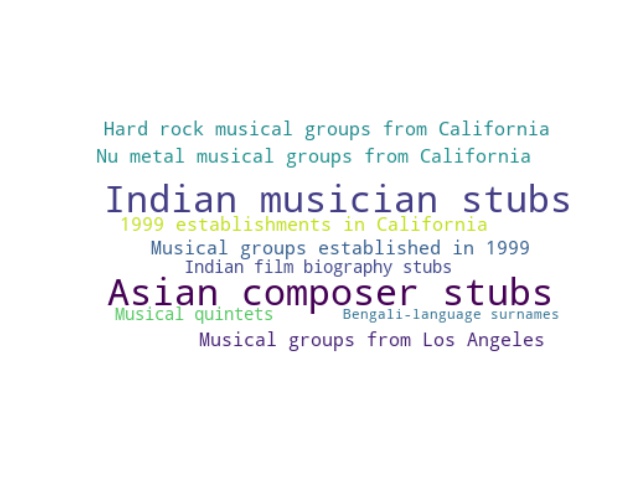 Hard rock musical groups from California
Nu metal musical groups from California
Indian musician stubs
1999 establishments in California
Musical groups established in 1999
Indian film biography stubs
Asian composer stubs
Musical quintets
Bengali-language surnames
Musical groups from Los Angeles